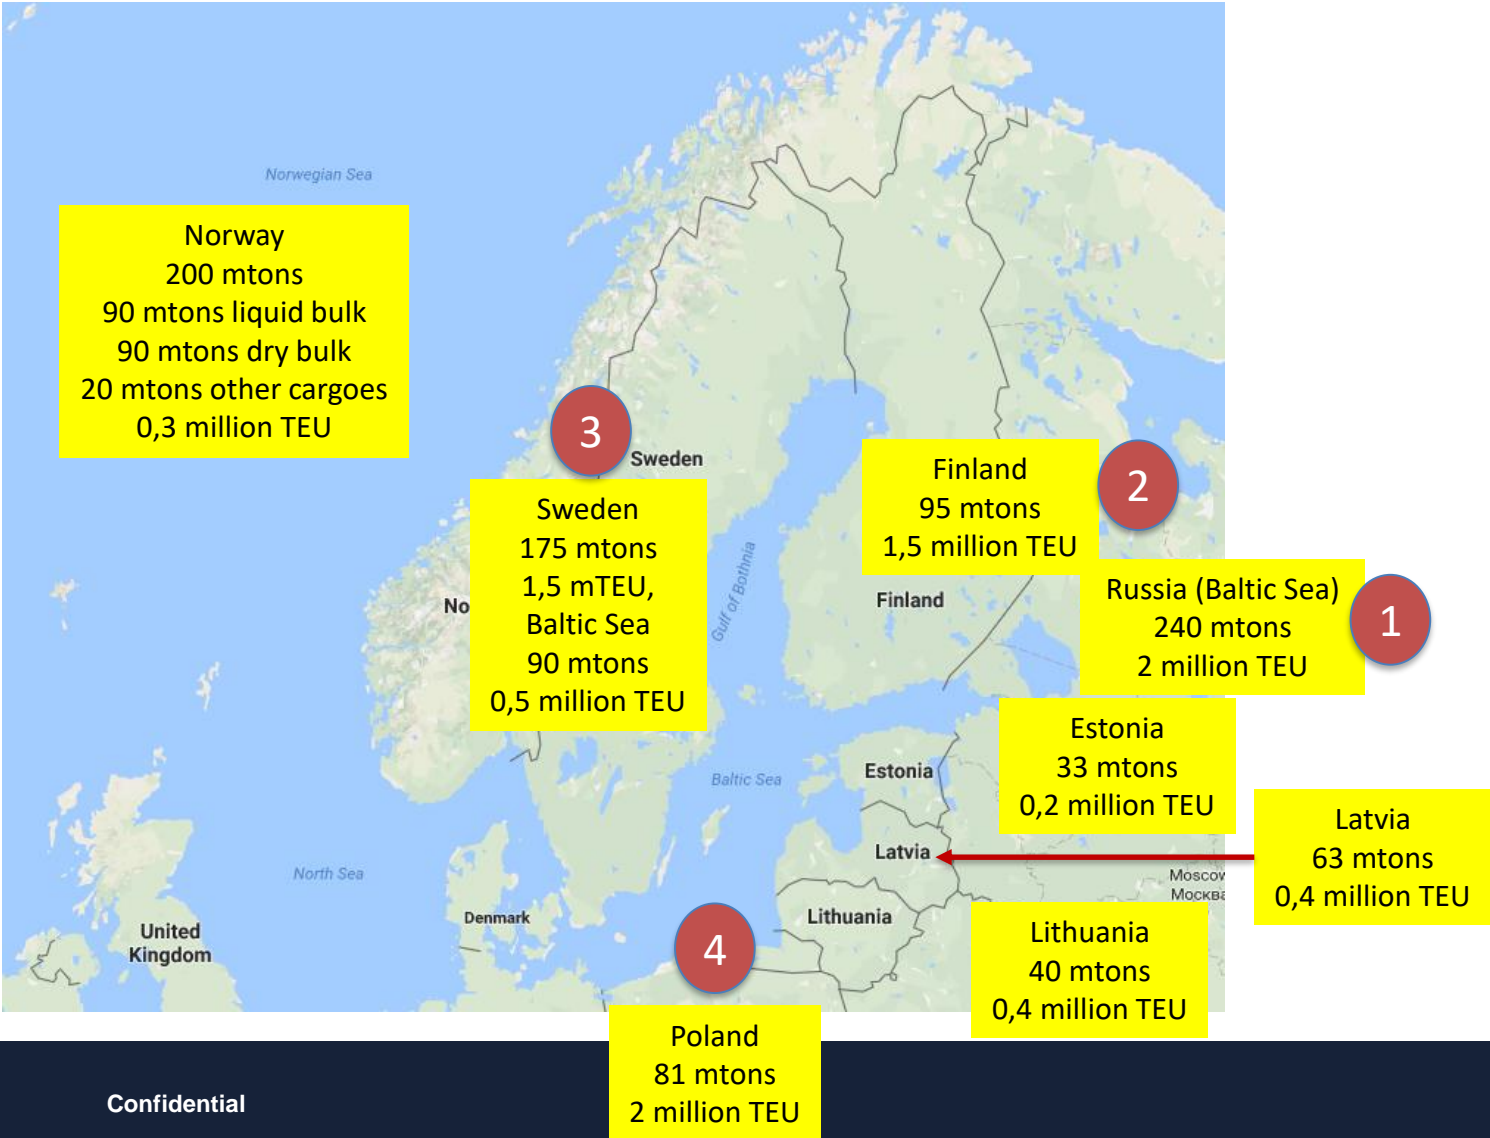 Norwegian Sea
Norway
200 mtons
90 mtons liquid bulk
90 mtons dry bulk
20 mtons other cargoes
0,3 million TEU
3
Sweden
Sweden
175 mtons
1,5 mTEU,
Baltic Sea
90 mtons
0,5 million TEU
No
Gulf of Bothnia
Finland
95 mtons
1,5 million TEU
2
Finland
Russia (Baltic Sea)
240 mtons
2 million TEU
1
Baltic Sea
Estonia
Estonia
33 mtons
0,2 million TEU
Latvia
Latvia
63 mtons
0,4 million TEU
Moscow
Москва
North Sea
United
Kingdom
Denmark
Lithuania
Lithuania
40 mtons
0,4 million TEU
4
Poland
81 mtons
2 million TEU
Confidential